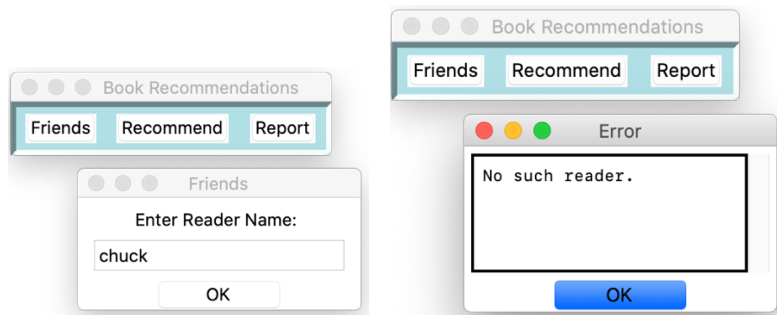 Book Recommendations
Friends Recommend Report
Friends
Enter Reader Name:
chuck
OK
Book Recommendations
Friends Recommend Report
Error
No such reader.
OK